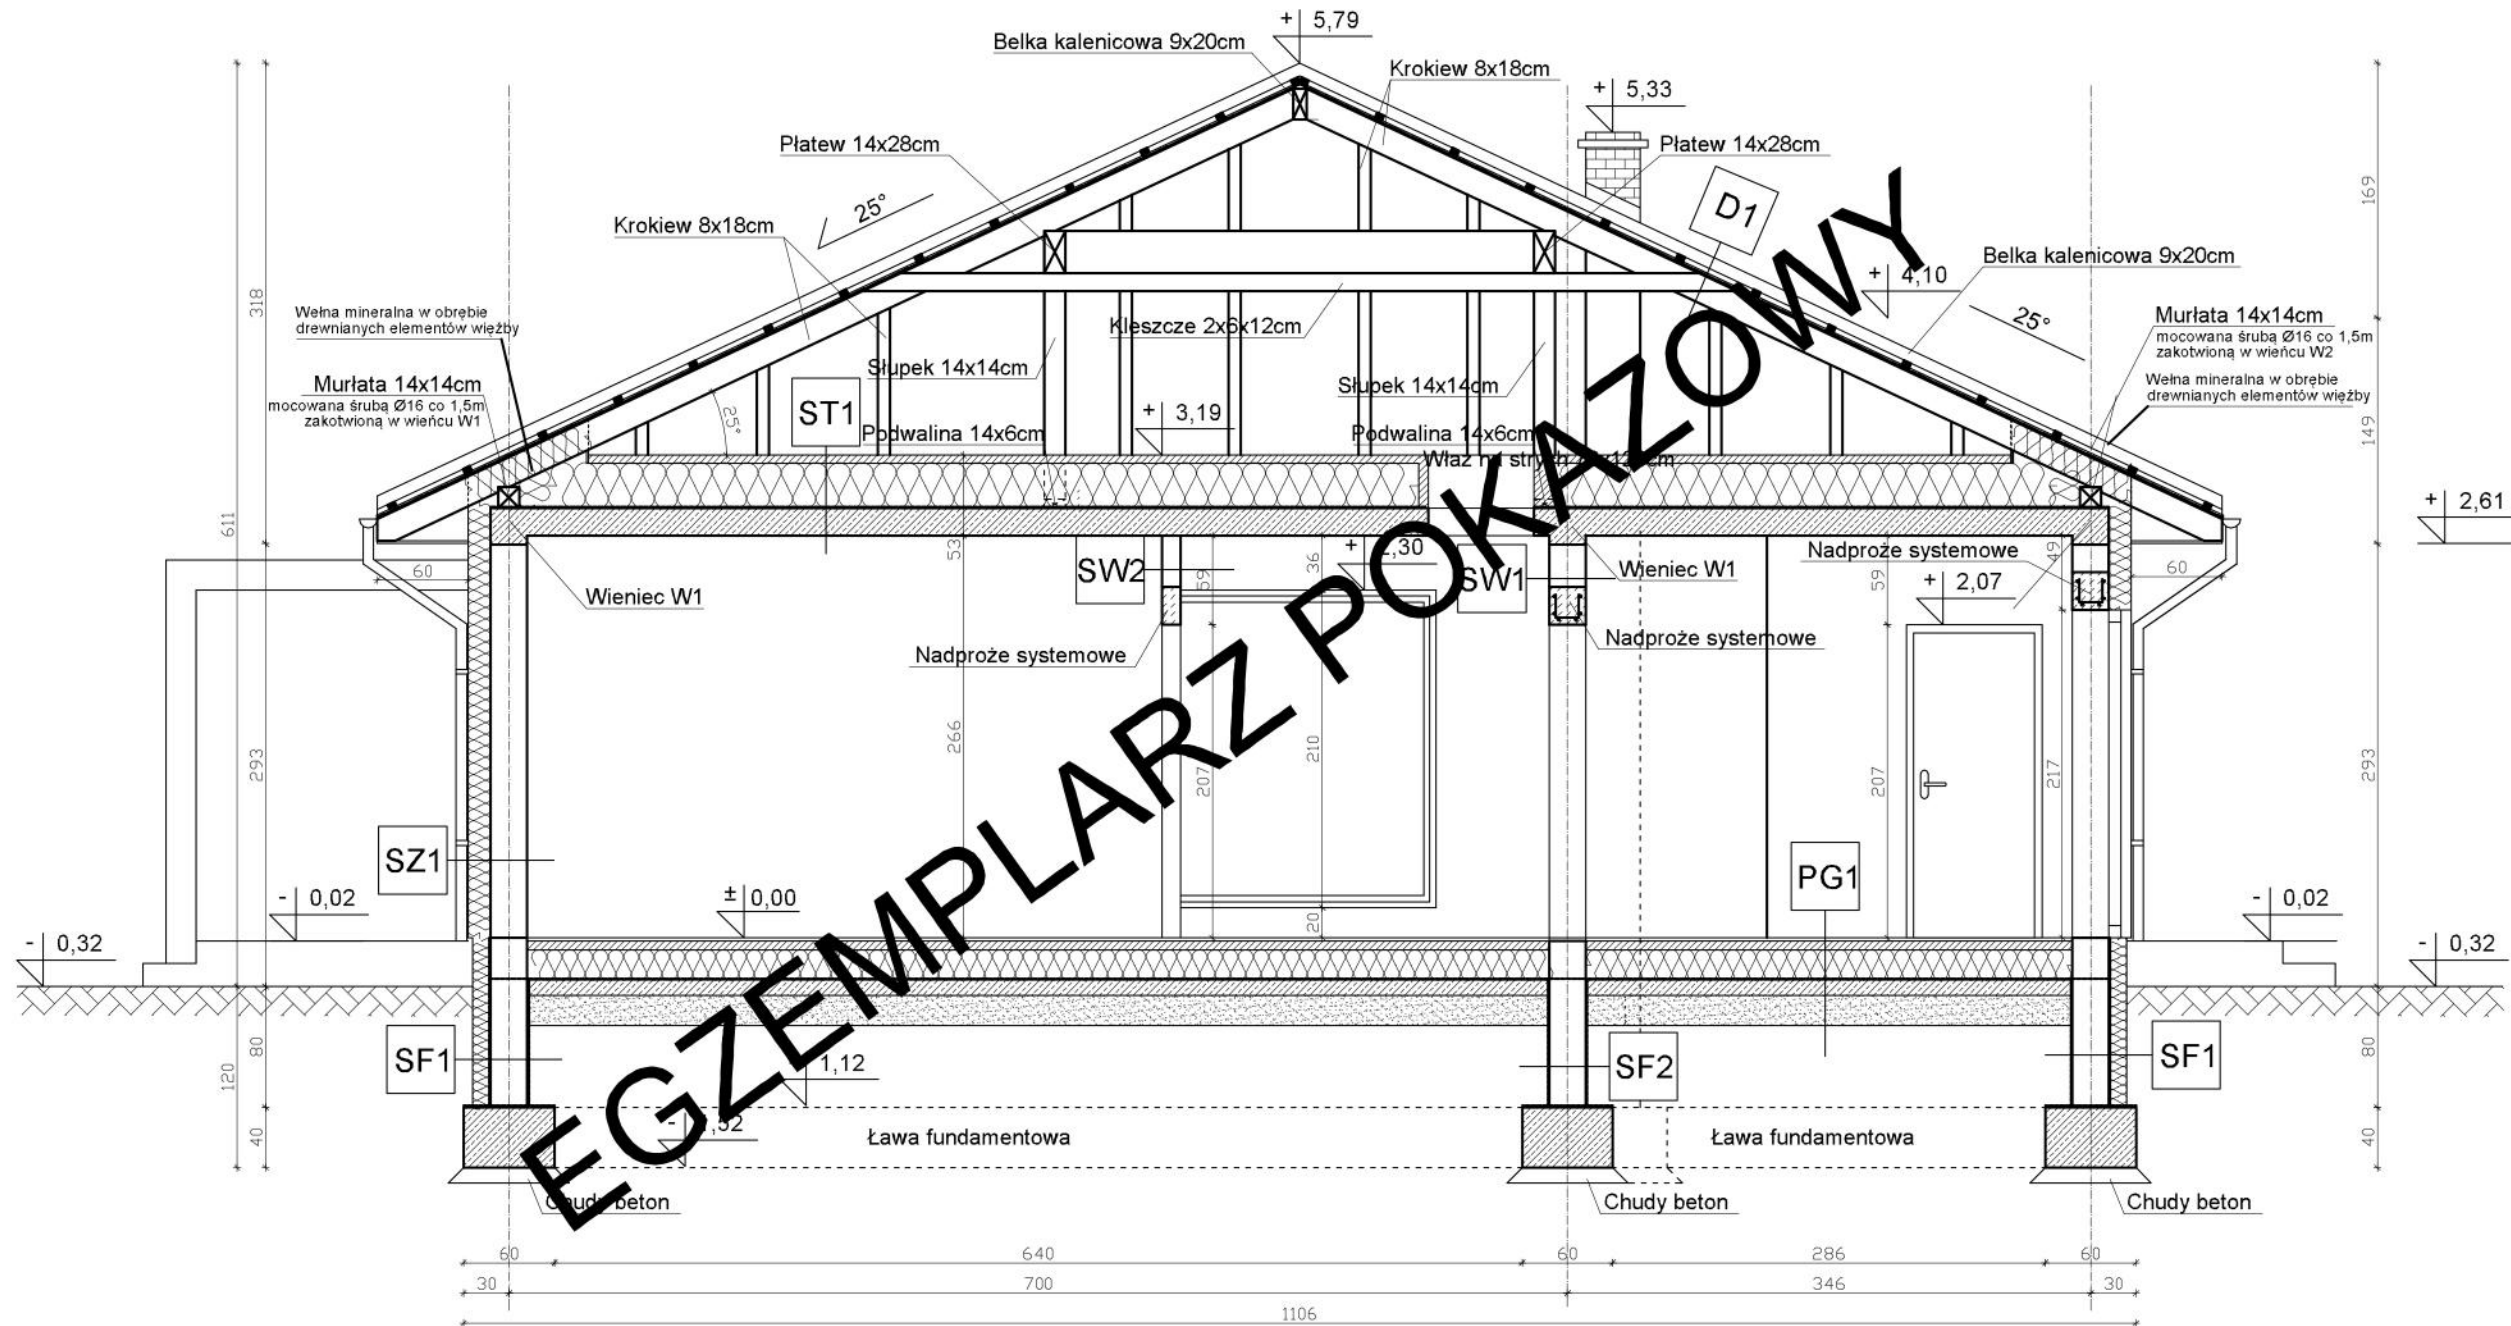 + 5,79
Belka kalenicowa 9x20cm
Krokiew 8x18cm
+ 5,33
Płatew 14x28cm
Płatew 14x28cm
25°
D1
169
Krokiew 8x18cm
Belka kalenicowa 9x20cm
+ 4,10
318
Wełna mineralna w obrębie
drewnianych elementów więźby
Kleszcze 2x6x12cm
25°
Murłata 14x14cm
mocowana śrubą Ø16 co 1,5m
zakotwioną w wieńcu W2
Słupek 14x14cm
Słupek 14x14cm
Murłata 14x14cm
mocowana śrubą Ø16 co 1,5m
zakotwioną w wieńcu W1
Wełna mineralna w obrębie
drewnianych elementów więźby
ST1
25°
+ 3,19
149
Podwalina 14x6cm
Podwalina 14x6cm
Właz na strych
+ 2,61
611
53
36
49
Nadproże systemowe
SW2
SW1
Wieniec W1
60
59
59
60
+ 2,07
Wieniec W1
Nadproże systemowe
Nadproże systemowe
EGZEMPLARZ POKAZOWY
293
266
207
210
207
217
293
SZ1
PG1
- 0,02
± 0,00
20
- 0,02
- 0,32
- 0,32
SF1
1,12
SF2
SF1
120
80
80
40
Ława fundamentowa
Ława fundamentowa
40
Chudy beton
Chudy beton
Chudy beton
60
640
60
286
60
30
700
346
30
1106